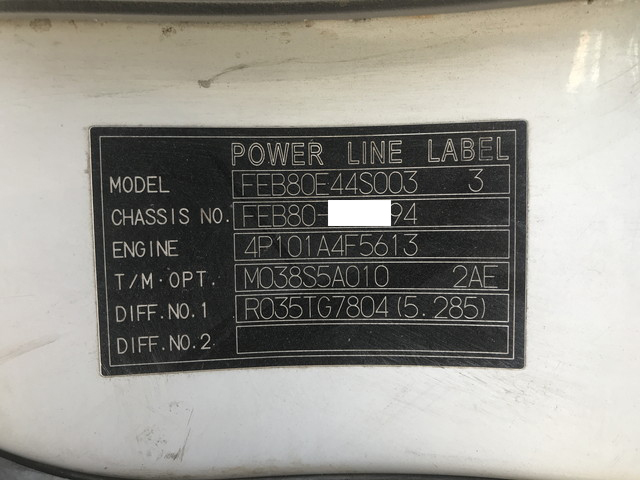 POWER LINE LABEL
MODEL FEB80E44S003 3
CHASSIS NO. FEB80- 94
ENGINE 4P101A4F5613
T/M·OPT. M038S5A010 2AE
DIFF.NO.1 R035TG7804(5.285)
DIFF.NO.2